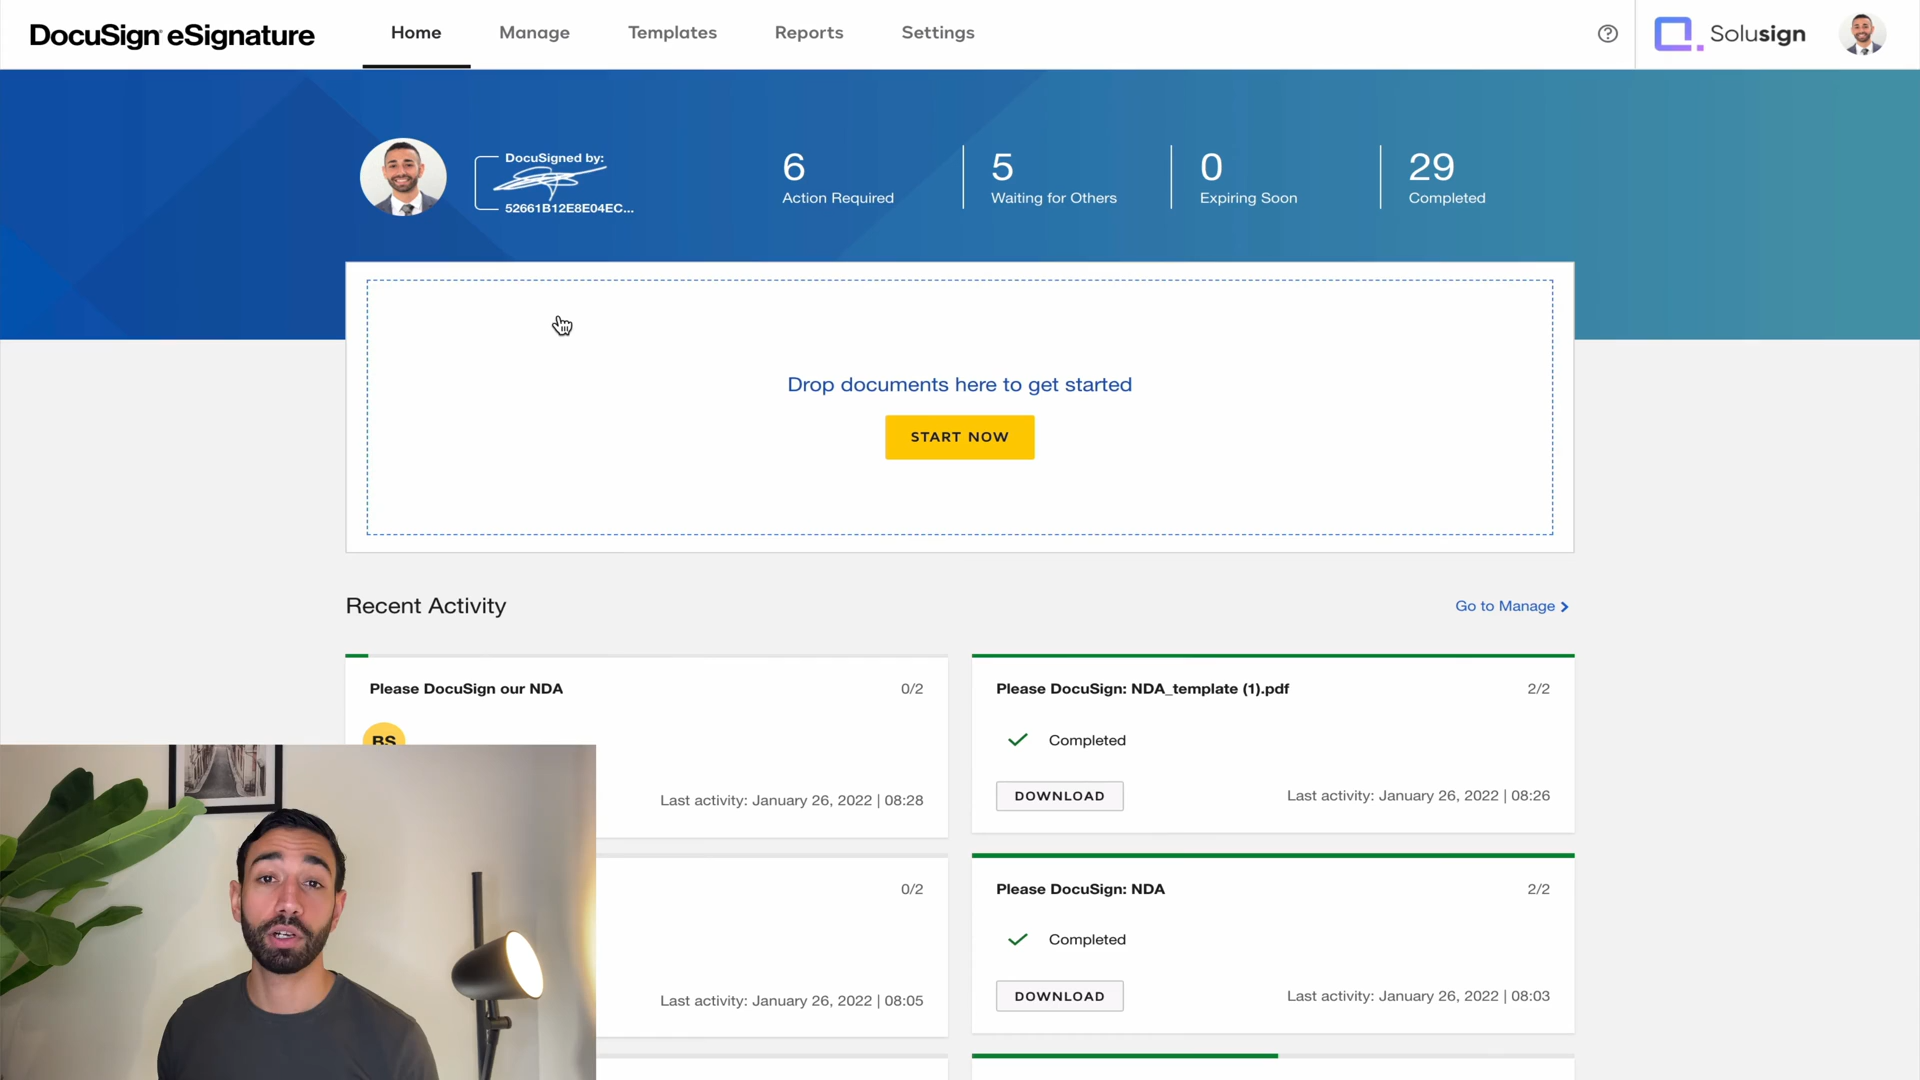 DocuSign eSignature
Home
Manage
Templates
Reports
Settings
Solusign
DocuSigned by:
52661B12E8E04EC...
6
Action Required
5
Waiting for Others
0
Expiring Soon
29
Completed
Drop documents here to get started
START NOW
Recent Activity
Go to Manage
Please DocuSign our NDA
0/2
BS
Last activity: January 26, 2022 | 08:28
Please DocuSign: NDA_template (1).pdf
2/2
Completed
DOWNLOAD
Last activity: January 26, 2022 | 08:26
0/2
Last activity: January 26, 2022 | 08:05
Please DocuSign: NDA
2/2
Completed
DOWNLOAD
Last activity: January 26, 2022 | 08:03